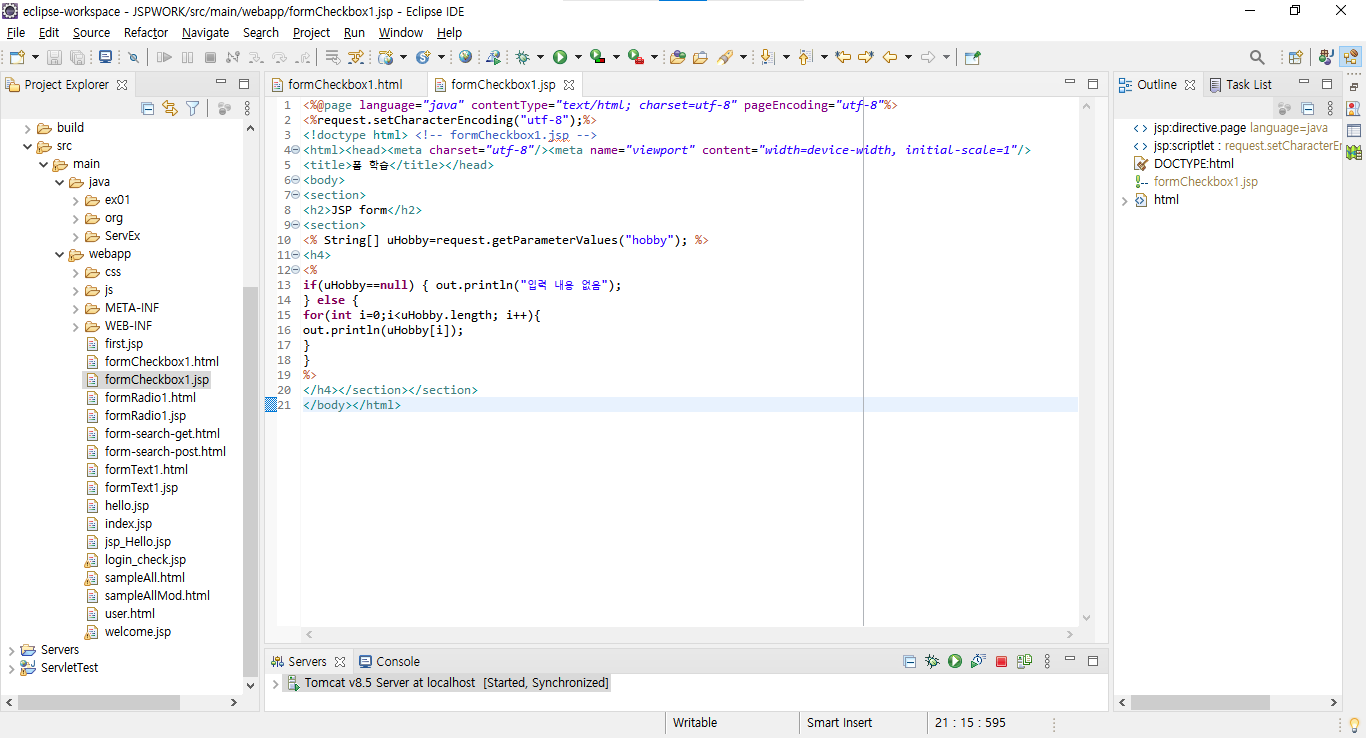 eclipse-workspace - JSPWORK/src/main/webapp/formCheckbox1.jsp - Eclipse IDE
File Edit Source Refactor Navigate Search Project Run Window Help
Project Explorer
build
src
main
java
ex01
org
ServEx
webapp
css
js
META-INF
WEB-INF
first.jsp
formCheckbox1.html
formCheckbox1.jsp
formRadio1.html
formRadio1.jsp
form-search-get.html
form-search-post.html
formText1.html
formText1.jsp
hello.jsp
index.jsp
jsp_Hello.jsp
login_check.jsp
sampleAll.html
sampleAllMod.html
user.html
welcome.jsp
Servers
ServletTest
formCheckbox1.html formCheckbox1.jsp
1 <%@page language="java" contentType="text/html; charset=utf-8" pageEncoding="utf-8"%>
2 <%request.setCharacterEncoding("utf-8");%>
3 <!doctype html> <!-- formCheckbox1.jsp -->
4 <html><head><meta charset="utf-8"/><meta name="viewport" content="width=device-width, initial-scale=1"/>
5 <title>폼 학습</title></head>
6 <body>
7 <section>
8 <h2>JSP form</h2>
9 <section>
10 <% String[] uHobby=request.getParameterValues("hobby"); %>
11 <h4>
12 <%
13 if(uHobby==null) { out.println("입력 내용 없음");
14 } else {
15 for(int i=0;i<uHobby.length; i++){
16 out.println(uHobby[i]);
17 }
18 }
19 %>
20 </h4></section></section>
21 </body></html>
Servers Console
Tomcat v8.5 Server at localhost [Started, Synchronized]
Outline Task List
jsp:directive.page language=java
jsp:scriptlet : request.setCharacterEr
DOCTYPE:html
formCheckbox1.jsp
html
Writable Smart Insert 21 : 15 : 595